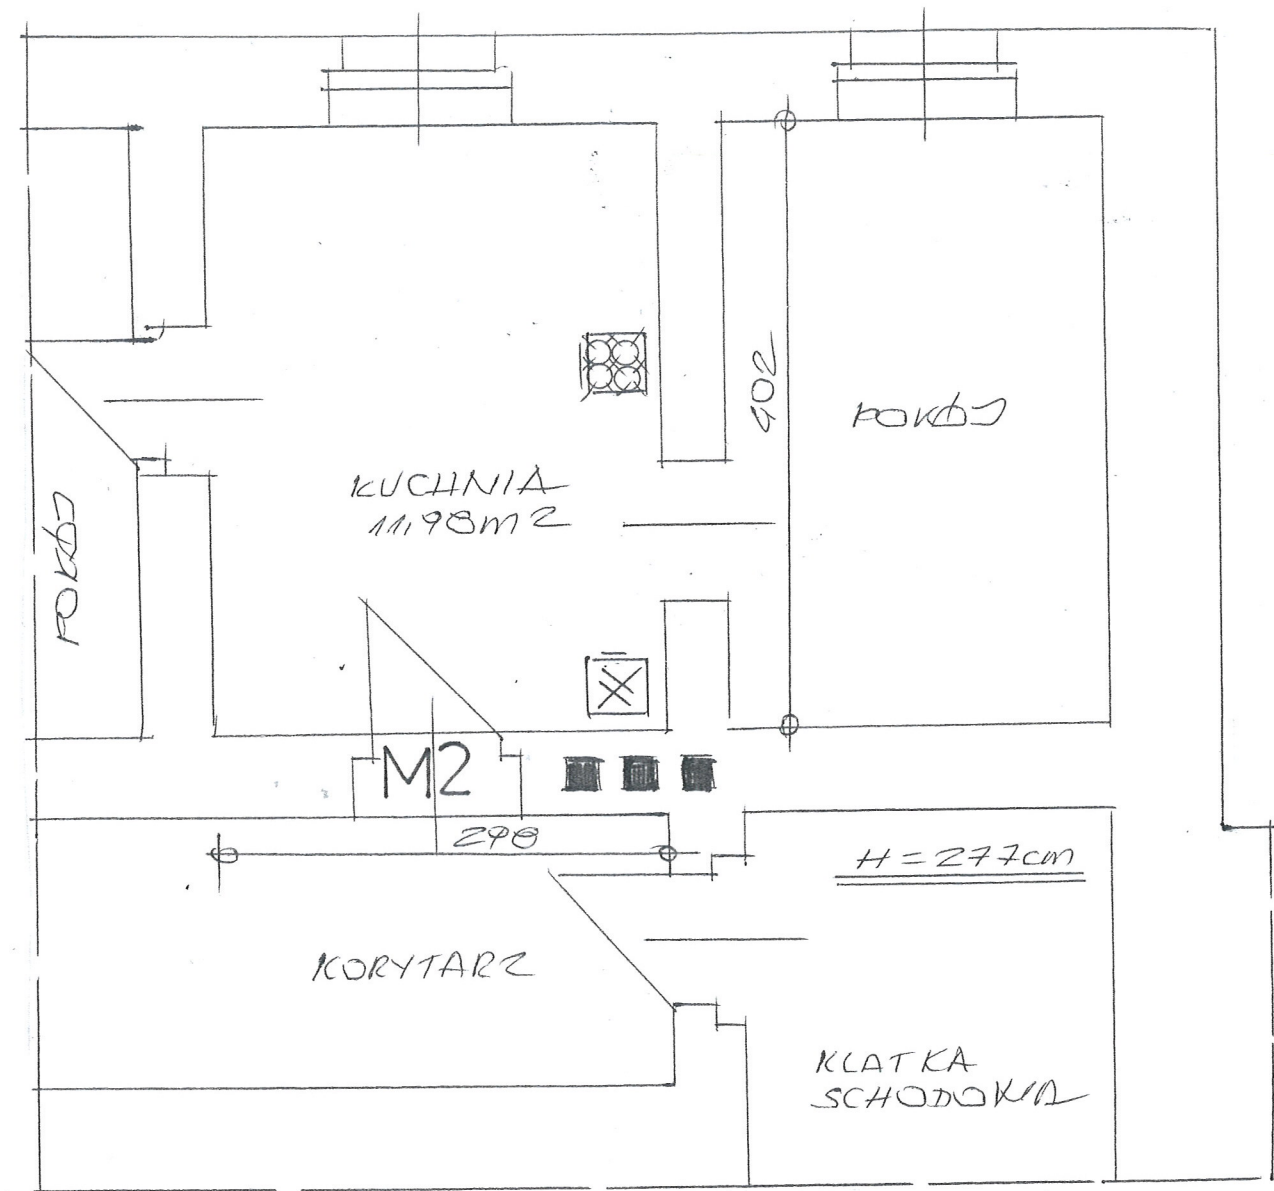 402
POKÓJ
KUCHNIA
11,98m2
POKÓJ
M2
298
H=277cm
KORYTARZ
KLATKA
SCHODOWA